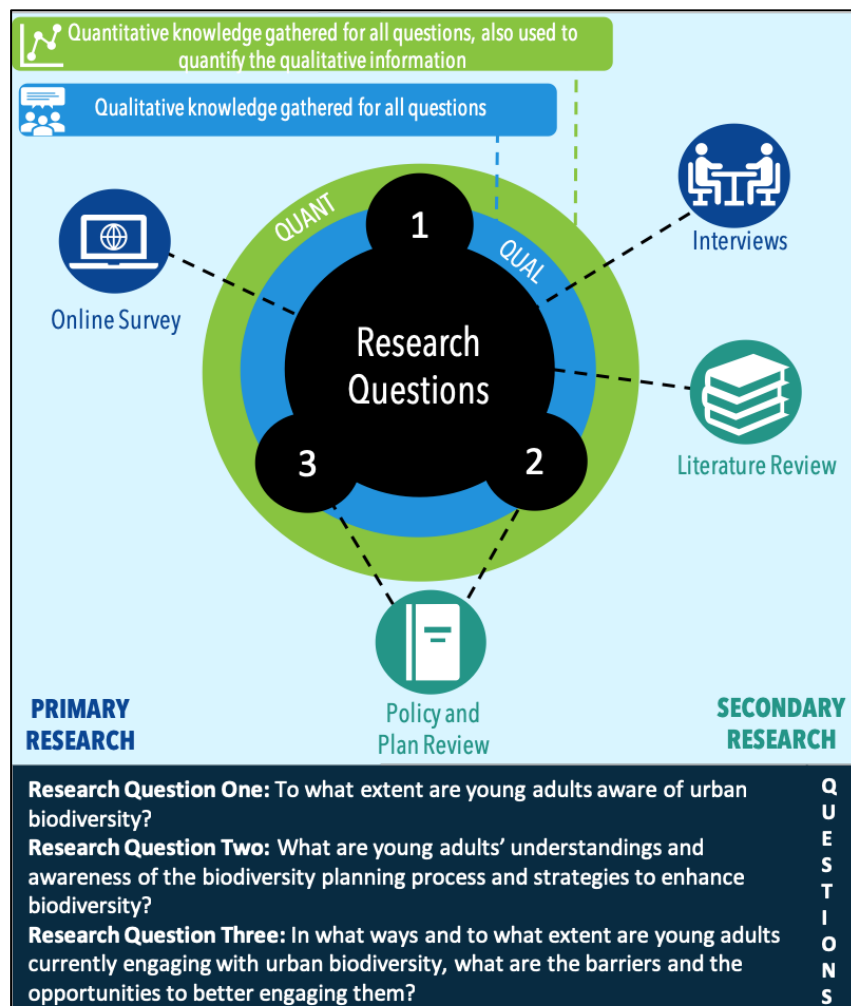 Quantitative knowledge gathered for all questions, also used to
quantify the qualitative information
Qualitative knowledge gathered for all questions
QUANT
QUAL
1
Research
Questions
3
2
Online Survey
Interviews
Literature Review
Policy and
Plan Review
PRIMARY
RESEARCH
SECONDARY
RESEARCH
Research Question One: To what extent are young adults aware of urban
biodiversity?
Research Question Two: What are young adults’ understandings and
awareness of the biodiversity planning process and strategies to enhance
biodiversity?
Research Question Three: In what ways and to what extent are young adults
currently engaging with urban biodiversity, what are the barriers and the
opportunities to better engaging them?
QUESTIONS